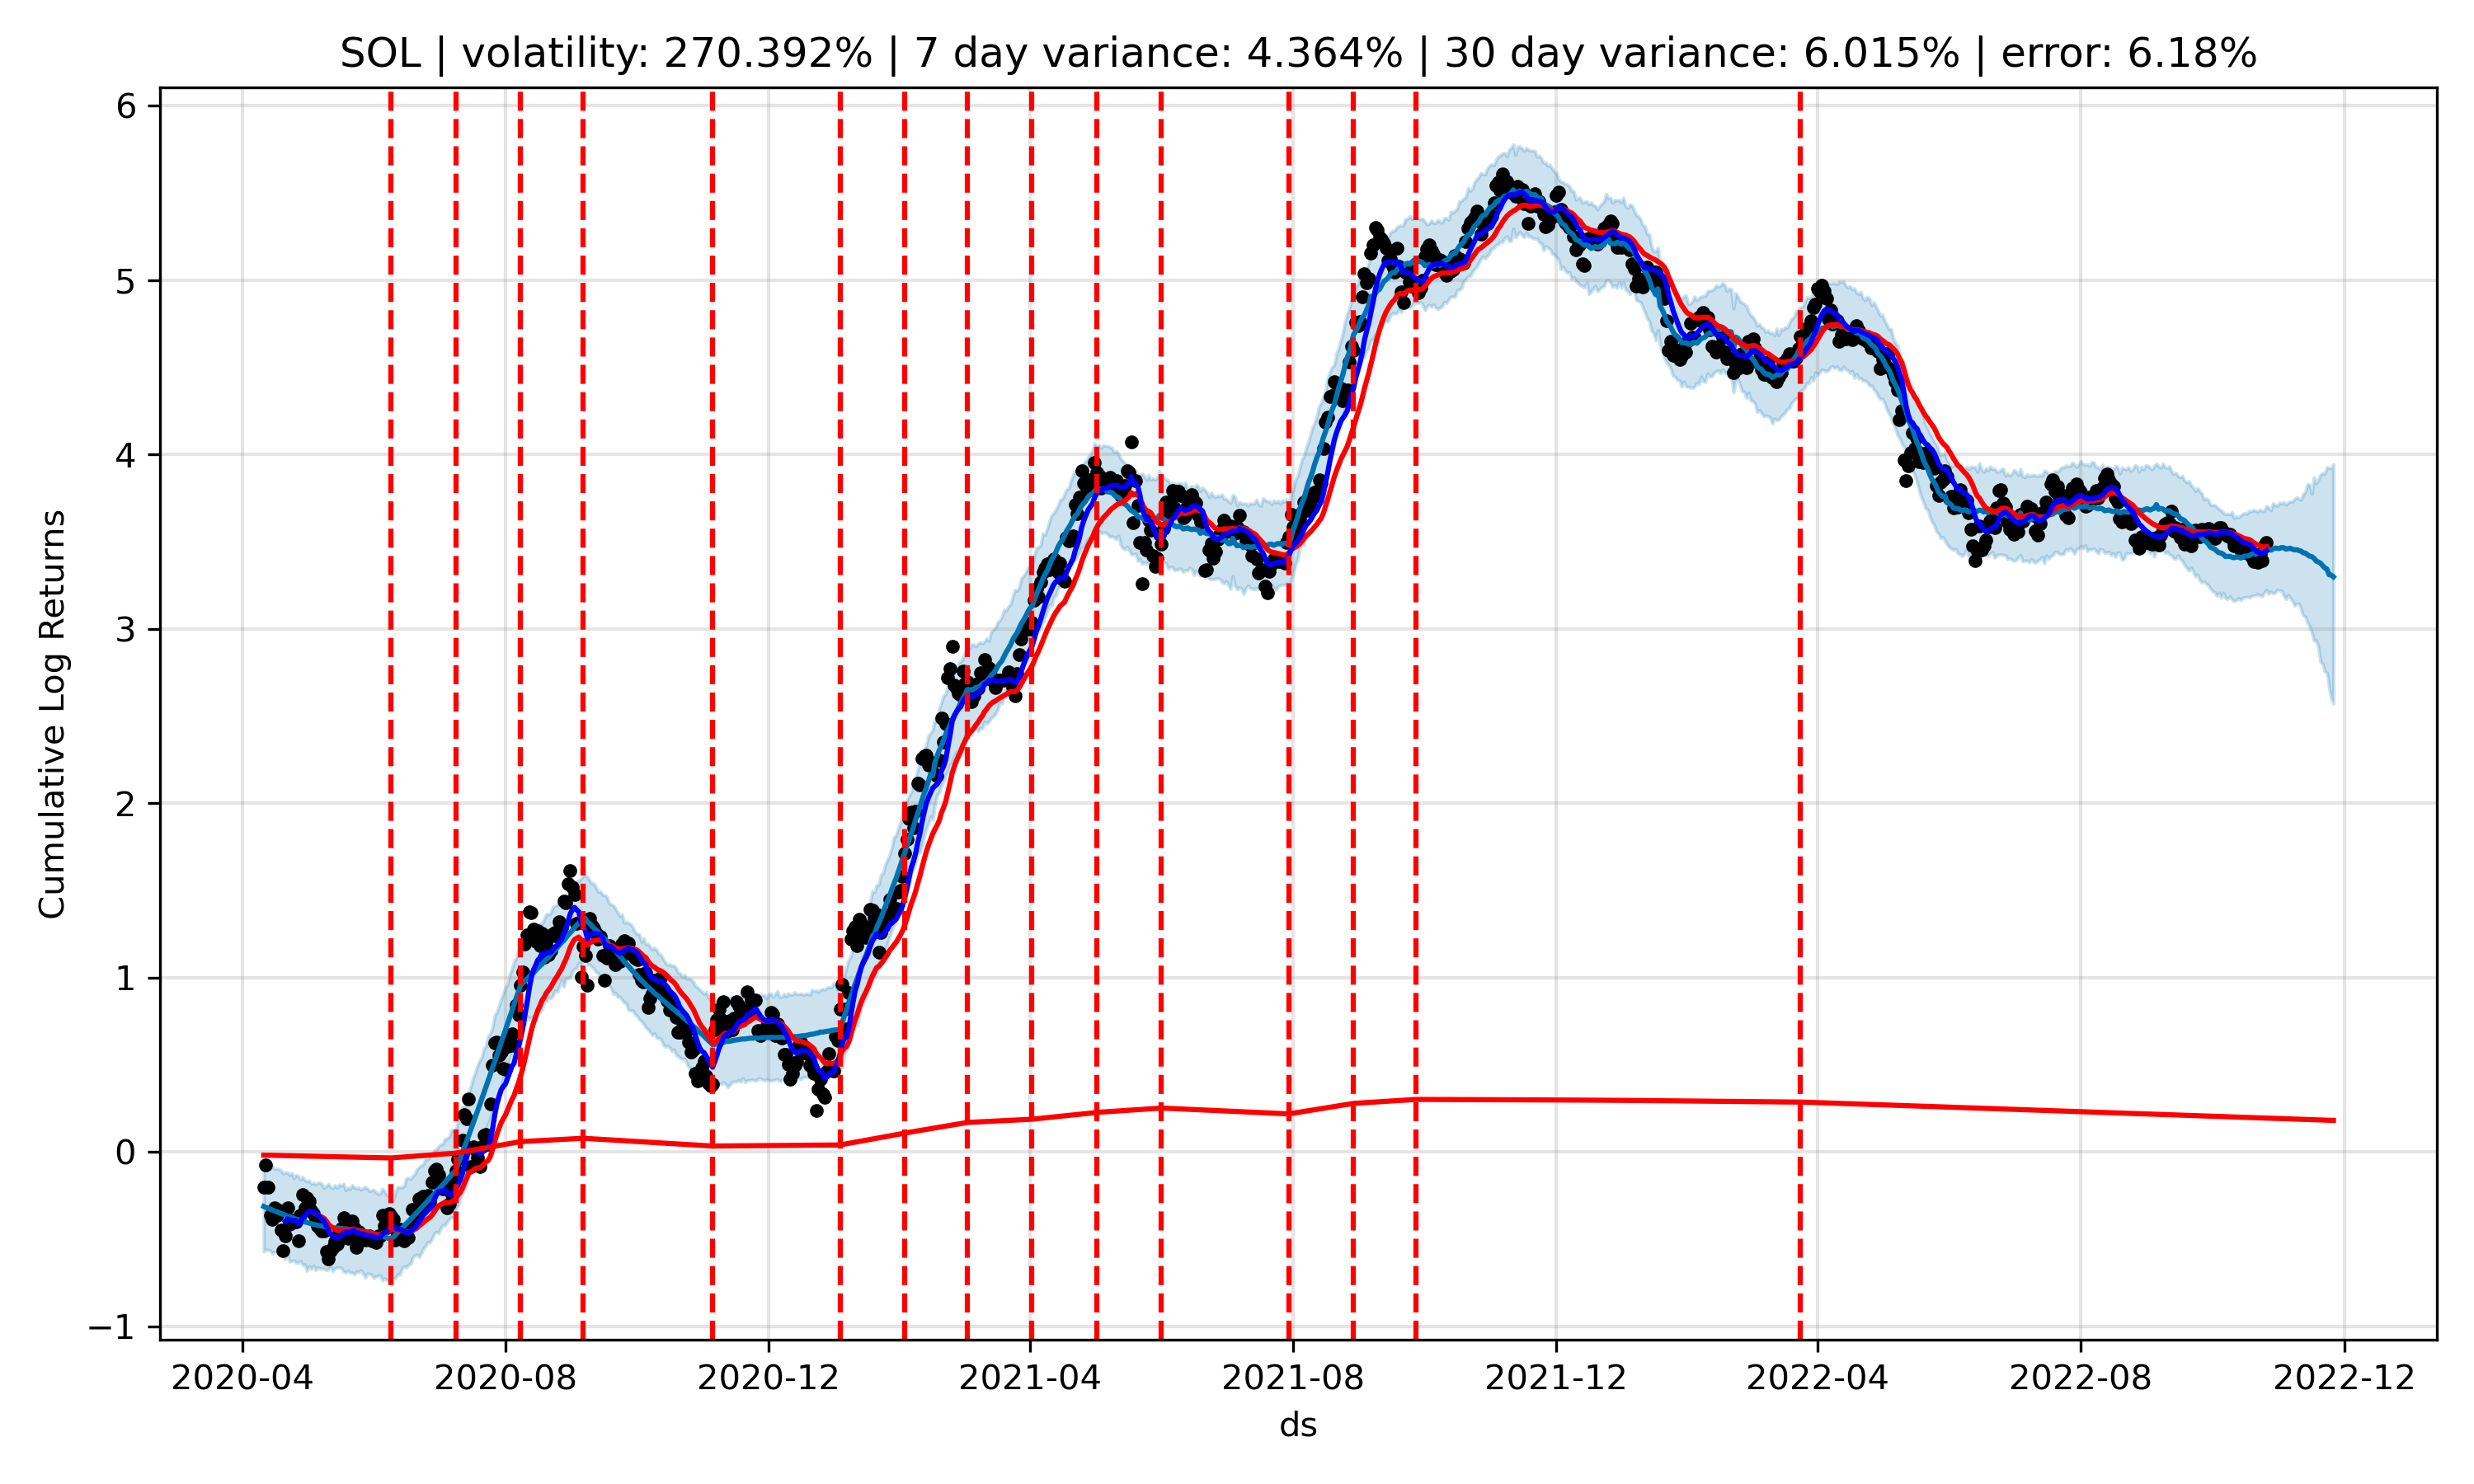 SOL | volatility: 270.392% | 7 day variance: 4.364% | 30 day variance: 6.015% | error: 6.18%
6
5
4
3
2
1
0
−1
Cumulative Log Returns
2020-04 2020-08 2020-12 2021-04 2021-08 2021-12 2022-04 2022-08 2022-12
ds